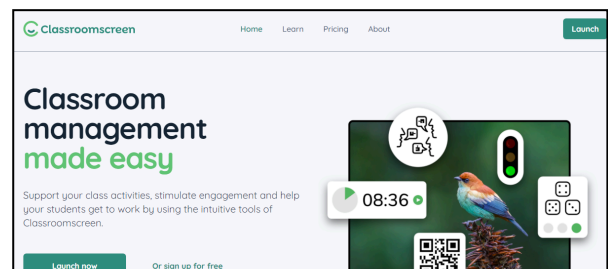 Classroomscreen
Home Learn Pricing About
Launch
Classroom
management
made easy
Support your class activities, stimulate engagement and help
your students get to work by using the intuitive tools of
Classroomscreen.
Launch now
Or sign up for free
08:36